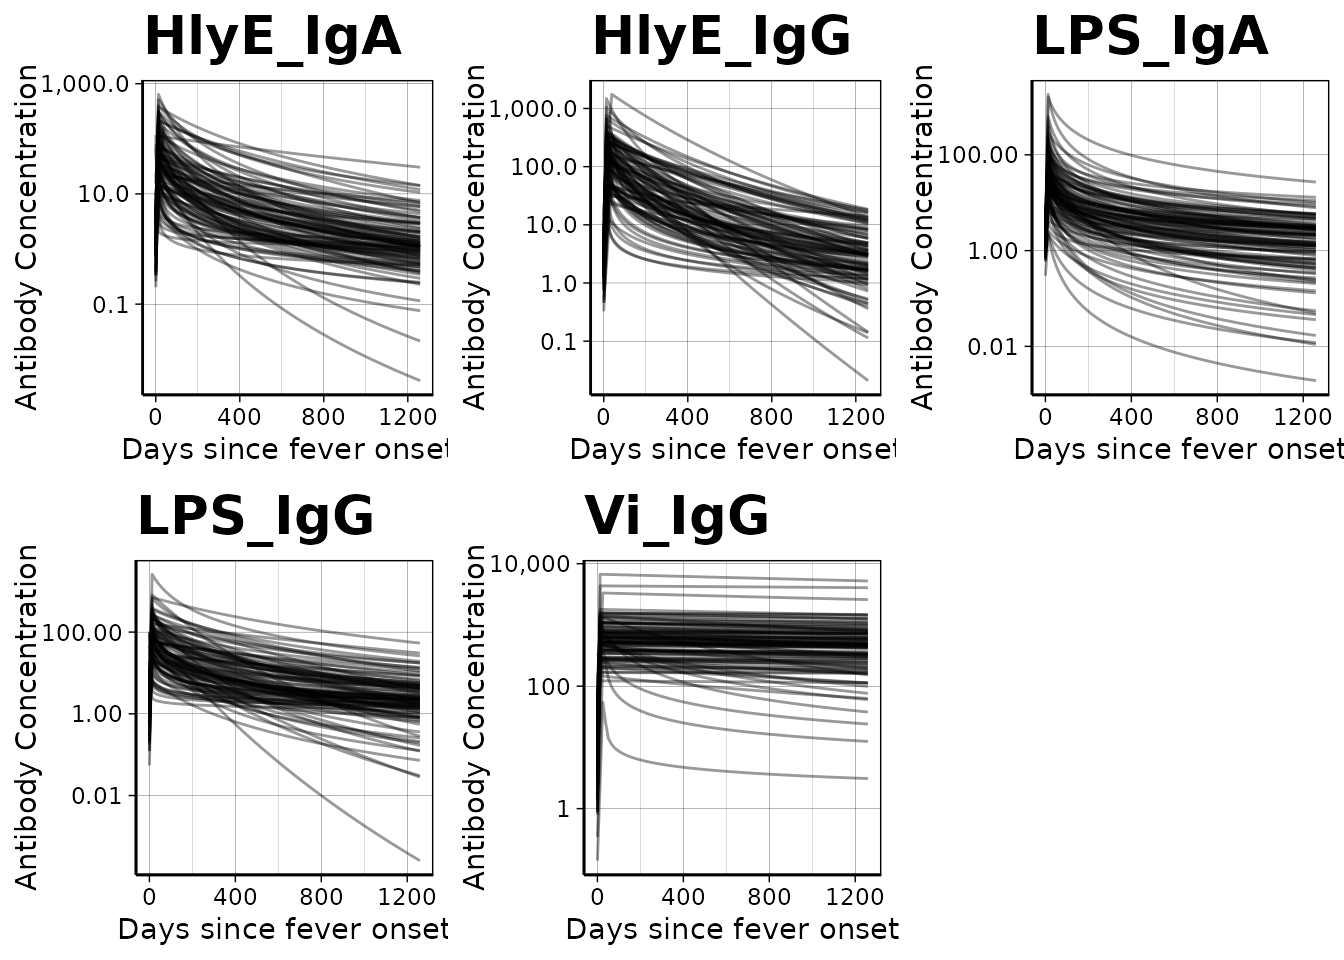 HlyE_IgA
Antibody Concentration
1,000.0
10.0
0.1
0 400 800 1200
Days since fever onset
HlyE_IgG
Antibody Concentration
1,000.0
100.0
10.0
1.0
0.1
0 400 800 1200
Days since fever onset
LPS_IgA
Antibody Concentration
100.00
1.00
0.01
0 400 800 1200
Days since fever onset
LPS_IgG
Antibody Concentration
100.00
1.00
0.01
0 400 800 1200
Days since fever onset
Vi_IgG
Antibody Concentration
10,000
100
1
0 400 800 1200
Days since fever onset